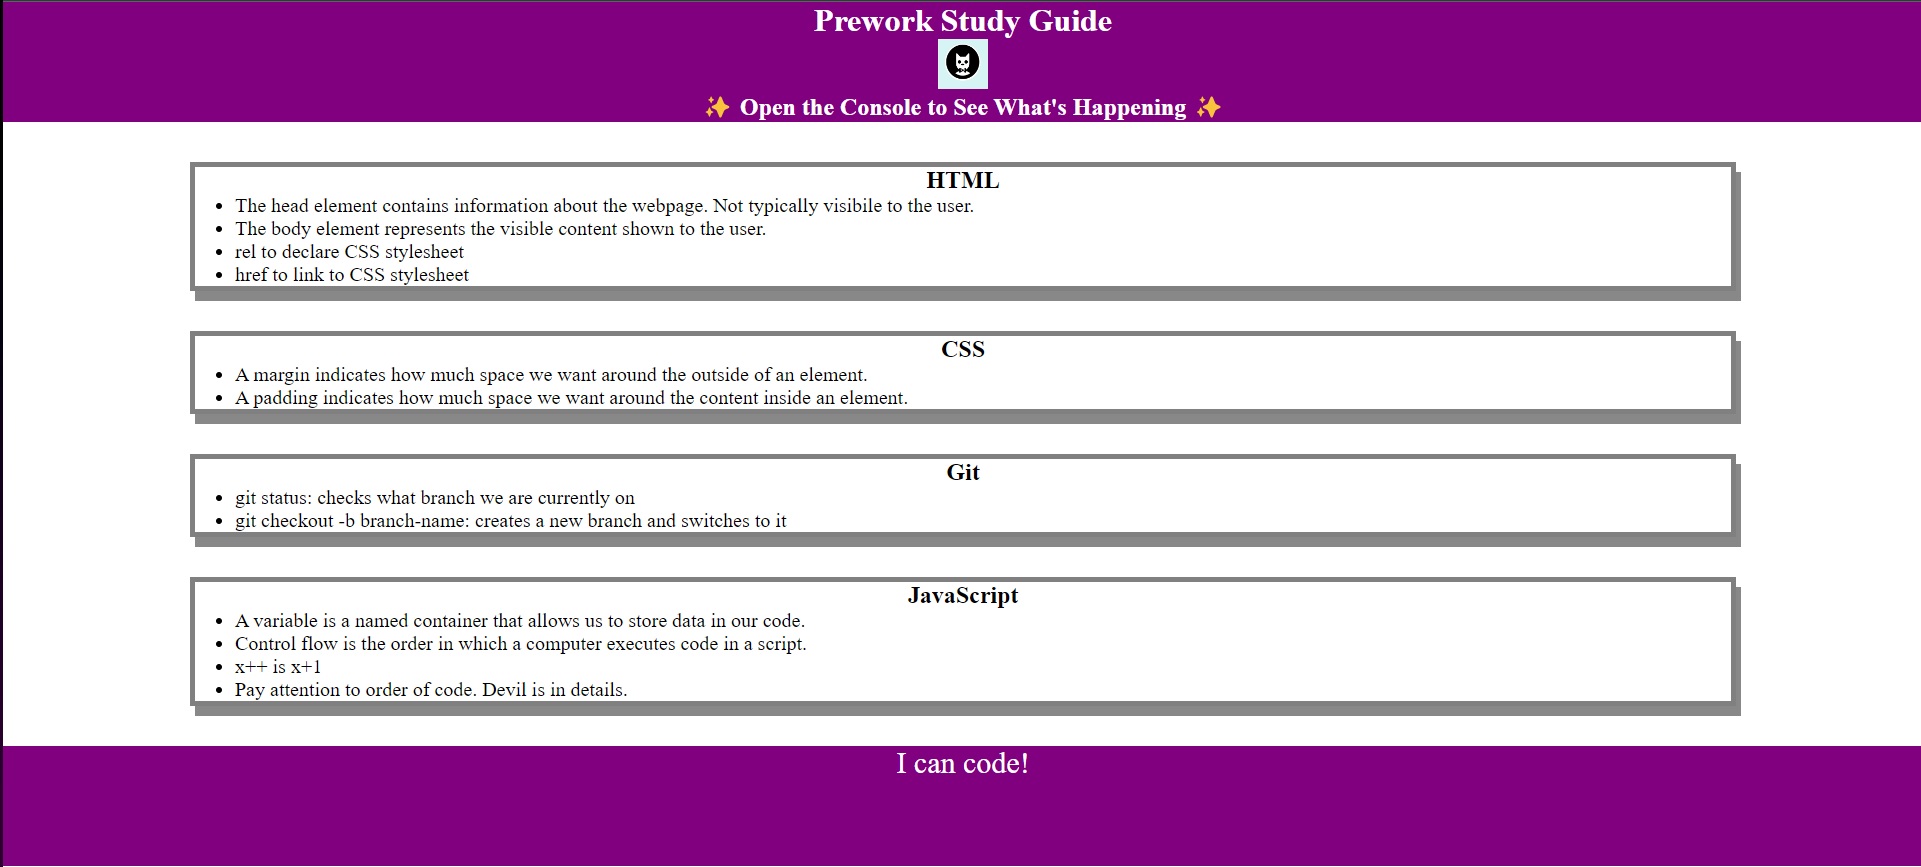 Prework Study Guide
✨ Open the Console to See What's Happening ✨
HTML
• The head element contains information about the webpage. Not typically visibile to the user.
• The body element represents the visible content shown to the user.
• rel to declare CSS stylesheet
• href to link to CSS stylesheet
CSS
• A margin indicates how much space we want around the outside of an element.
• A padding indicates how much space we want around the content inside an element.
Git
• git status: checks what branch we are currently on
• git checkout -b branch-name: creates a new branch and switches to it
JavaScript
• A variable is a named container that allows us to store data in our code.
• Control flow is the order in which a computer executes code in a script.
• x++ is x+1
• Pay attention to order of code. Devil is in details.
I can code!